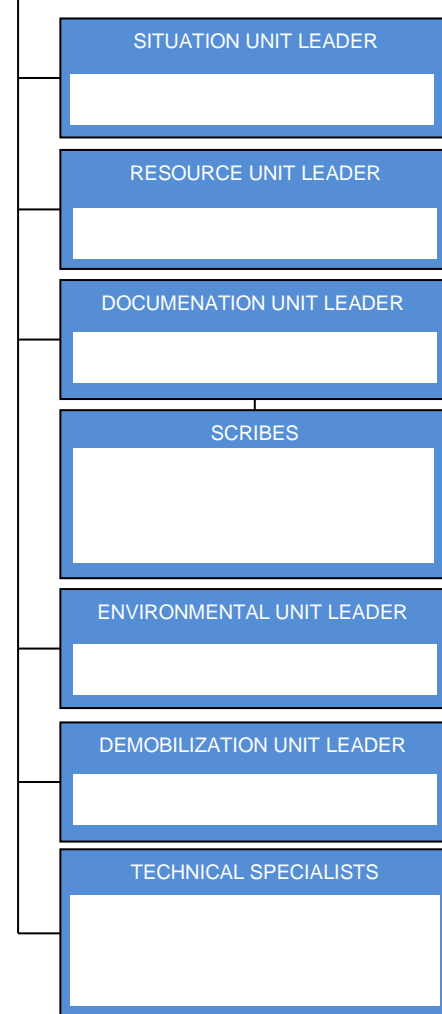 SITUATION UNIT LEADER
RESOURCE UNIT LEADER
DOCUMENATION UNIT LEADER
SCRIBES
ENVIRONMENTAL UNIT LEADER
DEMOBILIZATION UNIT LEADER
TECHNICAL SPECIALISTS